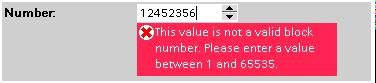 Number: 12452356
This value is not a valid block
number. Please enter a value
between 1 and 65535.